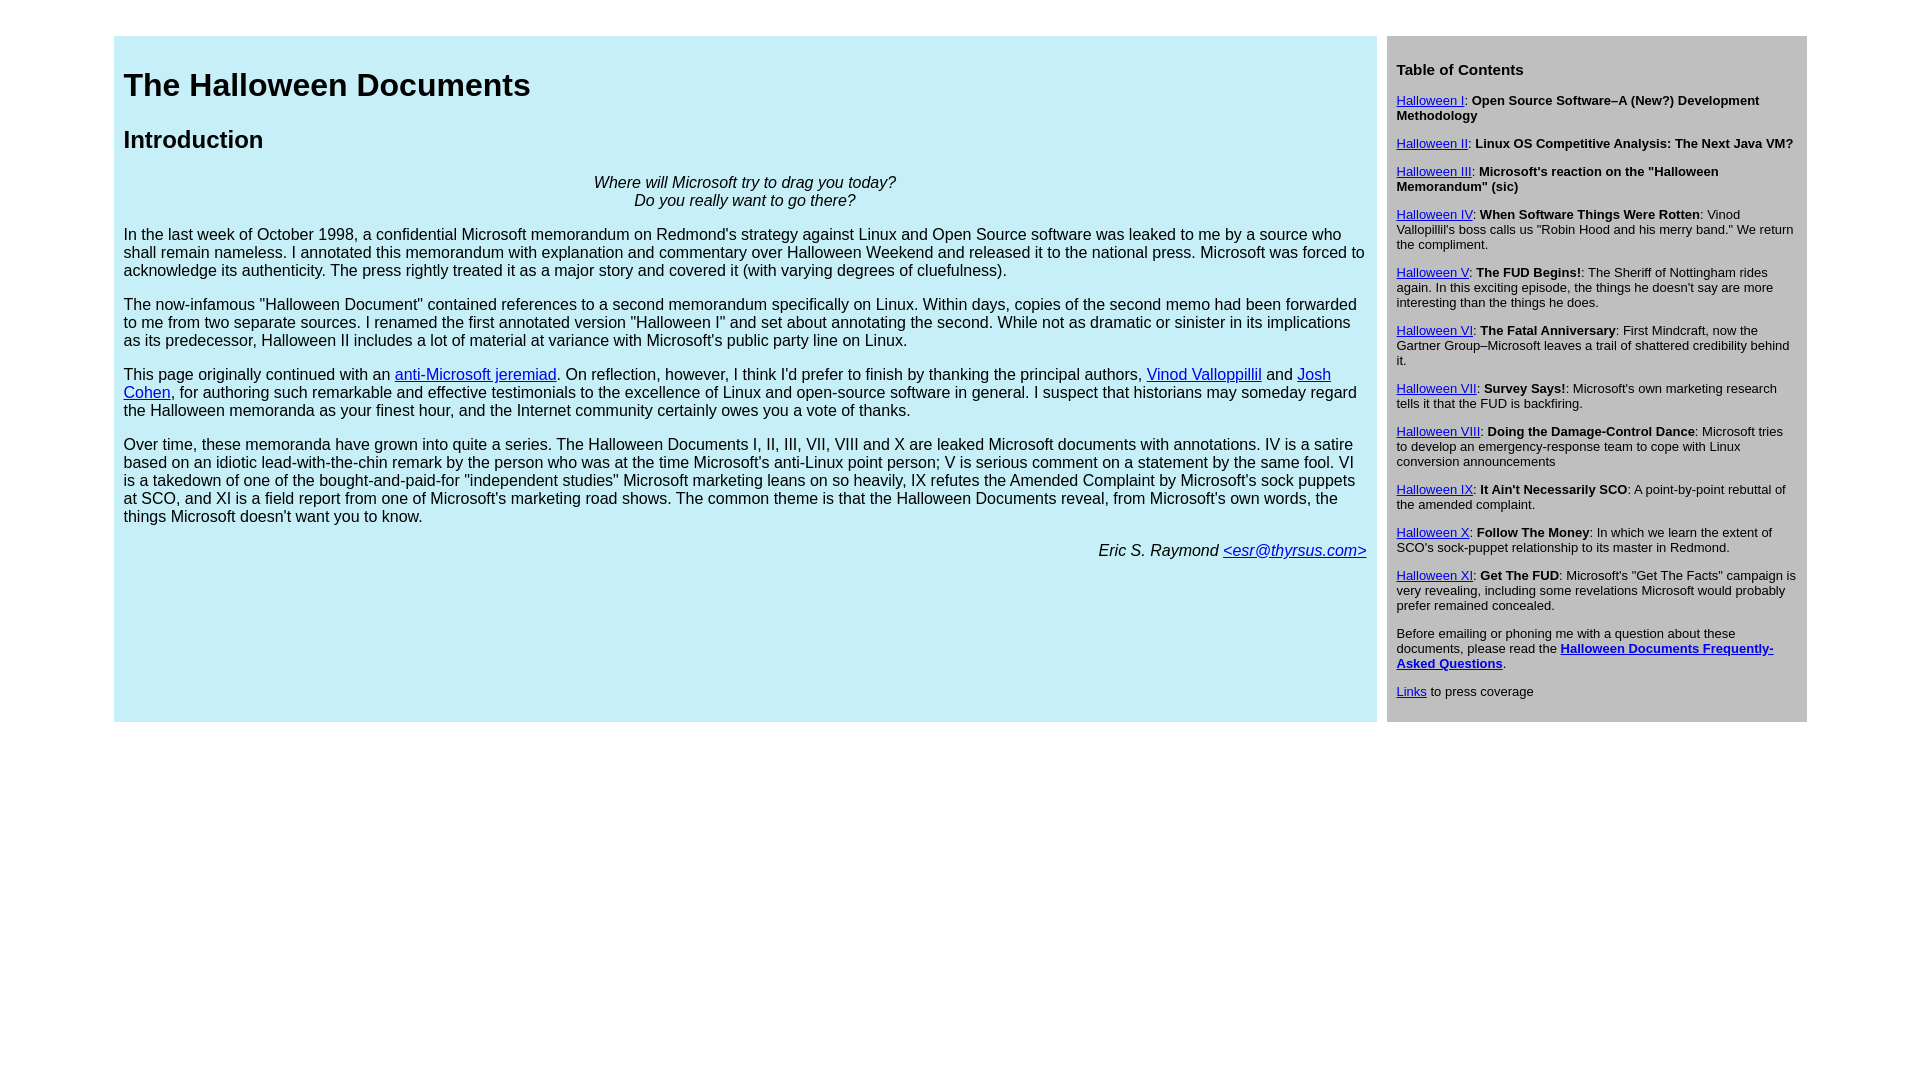 The Halloween Documents
Introduction
Where will Microsoft try to drag you today?
Do you really want to go there?
In the last week of October 1998, a confidential Microsoft memorandum on Redmond's strategy against Linux and Open Source software was leaked to me by a source who
shall remain nameless. I annotated this memorandum with explanation and commentary over Halloween Weekend and released it to the national press. Microsoft was forced to
acknowledge its authenticity. The press rightly treated it as a major story and covered it (with varying degrees of cluefulness).
The now-infamous "Halloween Document" contained references to a second memorandum specifically on Linux. Within days, copies of the second memo had been forwarded
to me from two separate sources. I renamed the first annotated version "Halloween I" and set about annotating the second. While not as dramatic or sinister in its implications
as its predecessor, Halloween II includes a lot of material at variance with Microsoft's public party line on Linux.
This page originally continued with an anti-Microsoft jeremiad. On reflection, however, I think I'd prefer to finish by thanking the principal authors, Vinod Valloppillil and Josh
Cohen, for authoring such remarkable and effective testimonials to the excellence of Linux and open-source software in general. I suspect that historians may someday regard
the Halloween memoranda as your finest hour, and the Internet community certainly owes you a vote of thanks.
Over time, these memoranda have grown into quite a series. The Halloween Documents I, II, III, VII, VIII and X are leaked Microsoft documents with annotations. IV is a satire
based on an idiotic lead-with-the-chin remark by the person who was at the time Microsoft's anti-Linux point person; V is serious comment on a statement by the same fool. VI
is a takedown of one of the bought-and-paid-for "independent studies" Microsoft marketing leans on so heavily, IX refutes the Amended Complaint by Microsoft's sock puppets
at SCO, and XI is a field report from one of Microsoft's marketing road shows. The common theme is that the Halloween Documents reveal, from Microsoft's own words, the
things Microsoft doesn't want you to know.
Eric S. Raymond <esr@thyrsus.com>
Table of Contents
Halloween I: Open Source Software–A (New?) Development
Methodology
Halloween II: Linux OS Competitive Analysis: The Next Java VM?
Halloween III: Microsoft's reaction on the "Halloween
Memorandum" (sic)
Halloween IV: When Software Things Were Rotten: Vinod
Vallopillil's boss calls us "Robin Hood and his merry band." We return
the compliment.
Halloween V: The FUD Begins!: The Sheriff of Nottingham rides
again. In this exciting episode, the things he doesn't say are more
interesting than the things he does.
Halloween VI: The Fatal Anniversary: First Mindcraft, now the
Gartner Group–Microsoft leaves a trail of shattered credibility behind
it.
Halloween VII: Survey Says!: Microsoft's own marketing research
tells it that the FUD is backfiring.
Halloween VIII: Doing the Damage-Control Dance: Microsoft tries
to develop an emergency-response team to cope with Linux
conversion announcements
Halloween IX: It Ain't Necessarily SCO: A point-by-point rebuttal of
the amended complaint.
Halloween X: Follow The Money: In which we learn the extent of
SCO's sock-puppet relationship to its master in Redmond.
Halloween XI: Get The FUD: Microsoft's "Get The Facts" campaign is
very revealing, including some revelations Microsoft would probably
prefer remained concealed.
Before emailing or phoning me with a question about these
documents, please read the Halloween Documents Frequently-
Asked Questions.
Links to press coverage